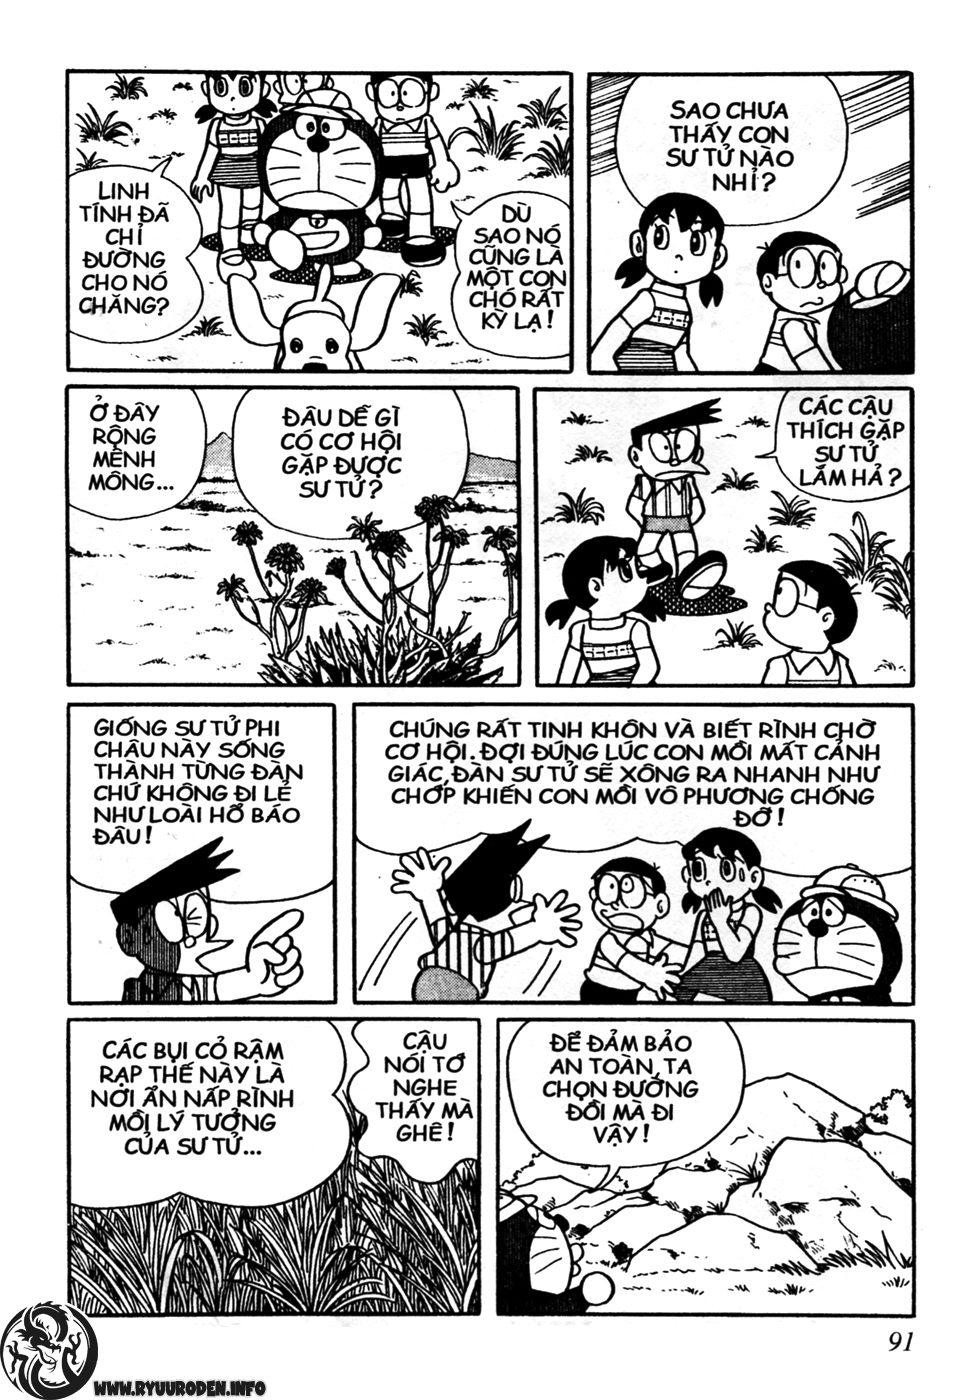 LINH
TÍNH ĐÃ
CHỈ
ĐƯỜNG
CHO NÓ
CHĂNG?
DÙ
SAO NÓ
CŨNG LÀ
MỘT CON
CHÓ RẤT
KỲ LẠ!
SAO CHƯA
THẤY CON
SƯ TỬ NÀO
NHỈ?
Ở ĐÂY
RỘNG
MÊNH
MÔNG...
ĐÂU DỄ GÌ
CÓ CƠ HỘI
GẶP ĐƯỢC
SƯ TỬ?
CÁC CẬU
THÍCH GẶP
SƯ TỬ
LẮM HẢ?
GIỐNG SƯ TỬ PHI
CHÂU NÀY SỐNG
THÀNH TỪNG ĐÀN
CHỨ KHÔNG ĐI LẺ
NHƯ LOÀI HỔ BÁO
ĐÂU!
CHÚNG RẤT TINH KHÔN VÀ BIẾT RÌNH CHỜ
CƠ HỘI. ĐỢI ĐÚNG LÚC CON MỒI MẤT CẢNH
GIÁC, ĐÀN SƯ TỬ SẼ XÔNG RA NHANH NHƯ
CHỚP KHIẾN CON MỒI VÔ PHƯƠNG CHỐNG
ĐỠ!
CÁC BỤI CỎ RẬM
RẠP THẾ NÀY LÀ
NƠI ẨN NẤP RÌNH
MỒI LÝ TƯỞNG
CỦA SƯ TỬ...
CẬU
NÓI TỚ
NGHE
THẤY MÀ
GHÊ!
ĐỂ ĐẢM BẢO
AN TOÀN, TA
CHỌN ĐƯỜNG
ĐỒI MÀ ĐI
VẬY!
91
WWW.RYUURODEN.INFO